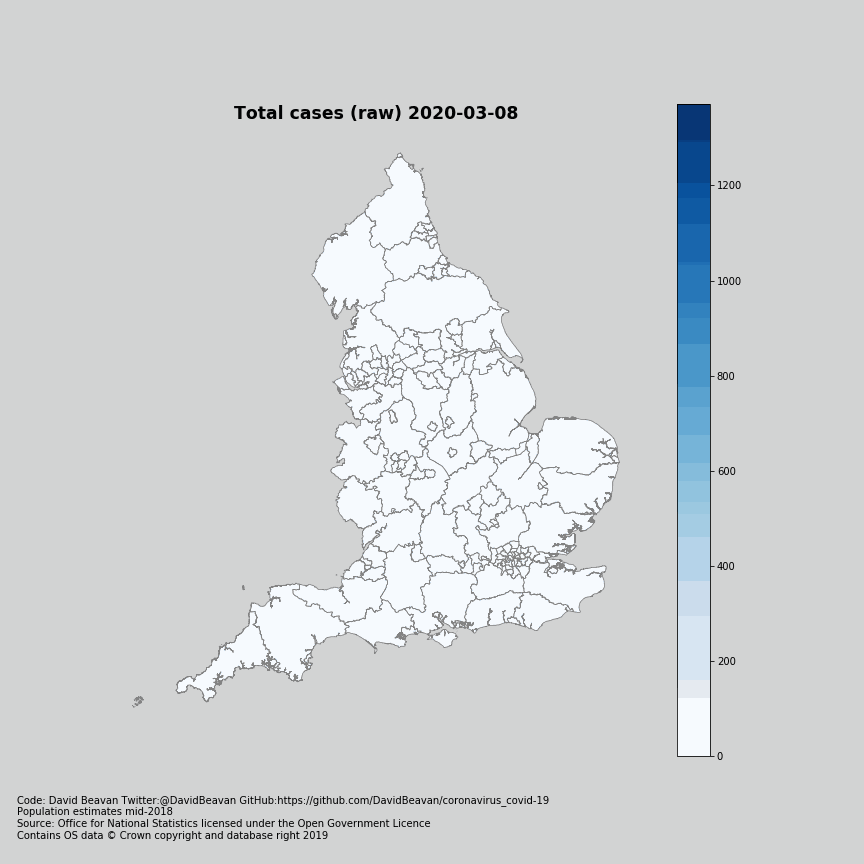 Total cases (raw) 2020-03-08
1200
1000
800
600
400
200
0
Code: David Beavan Twitter:@DavidBeavan GitHub:https://github.com/DavidBeavan/coronavirus_covid-19
Population estimates mid-2018
Source: Office for National Statistics licensed under the Open Government Licence
Contains OS data © Crown copyright and database right 2019